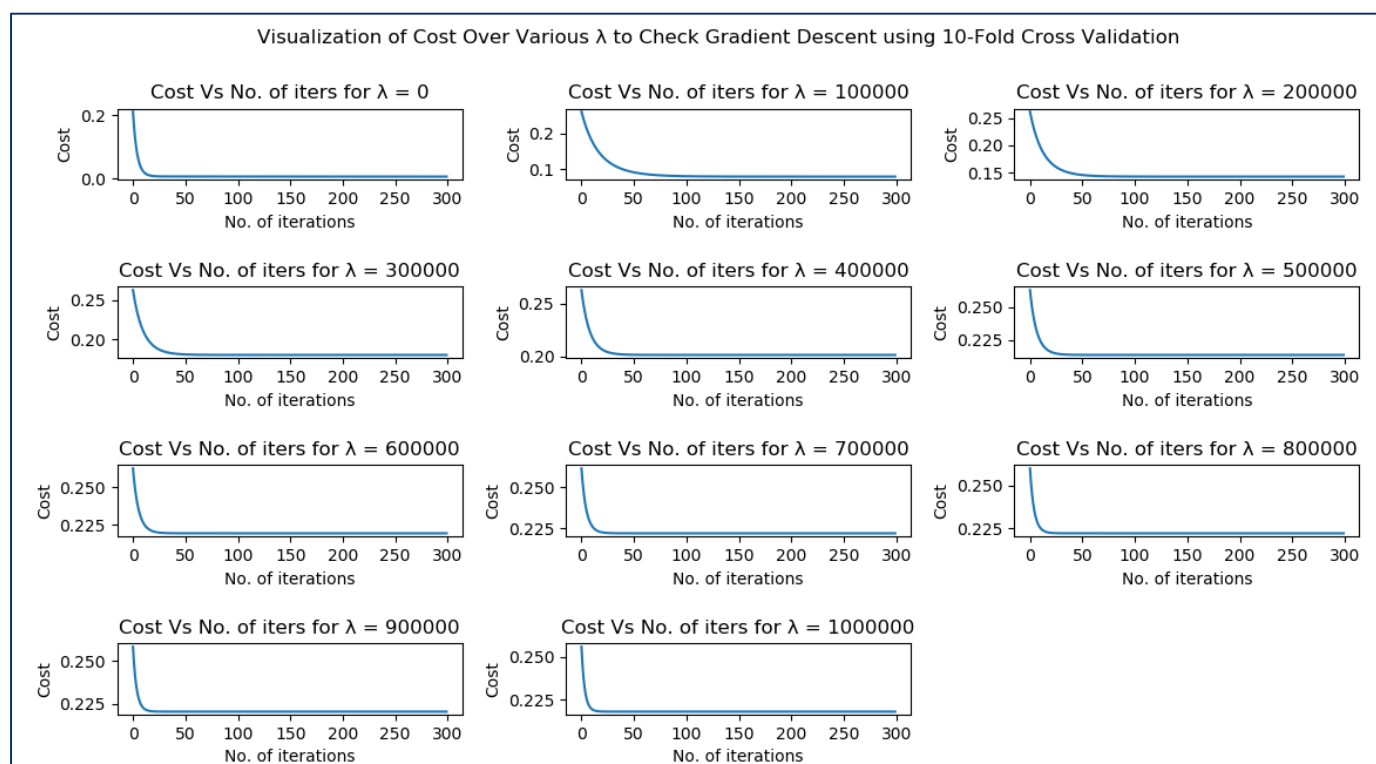 Visualization of Cost Over Various λ to Check Gradient Descent using 10-Fold Cross Validation
Cost Vs No. of iters for λ = 0
Cost
0.2
0.0
0 50 100 150 200 250 300
No. of iterations
Cost Vs No. of iters for λ = 100000
Cost
0.2
0.1
0 50 100 150 200 250 300
No. of iterations
Cost Vs No. of iters for λ = 200000
Cost
0.25
0.20
0.15
0 50 100 150 200 250 300
No. of iterations
Cost Vs No. of iters for λ = 300000
Cost
0.25
0.20
0 50 100 150 200 250 300
No. of iterations
Cost Vs No. of iters for λ = 400000
Cost
0.25
0.20
0 50 100 150 200 250 300
No. of iterations
Cost Vs No. of iters for λ = 500000
Cost
0.250
0.225
0 50 100 150 200 250 300
No. of iterations
Cost Vs No. of iters for λ = 600000
Cost
0.250
0.225
0 50 100 150 200 250 300
No. of iterations
Cost Vs No. of iters for λ = 700000
Cost
0.250
0.225
0 50 100 150 200 250 300
No. of iterations
Cost Vs No. of iters for λ = 800000
Cost
0.250
0.225
0 50 100 150 200 250 300
No. of iterations
Cost Vs No. of iters for λ = 900000
Cost
0.250
0.225
0 50 100 150 200 250 300
No. of iterations
Cost Vs No. of iters for λ = 1000000
Cost
0.250
0.225
0 50 100 150 200 250 300
No. of iterations